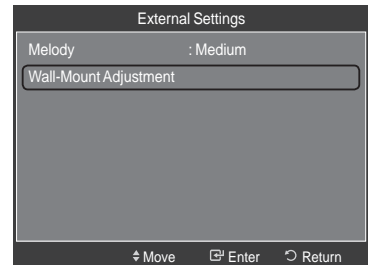 External Settings
Melody : Medium
Wall-Mount Adjustment
Move Enter Return